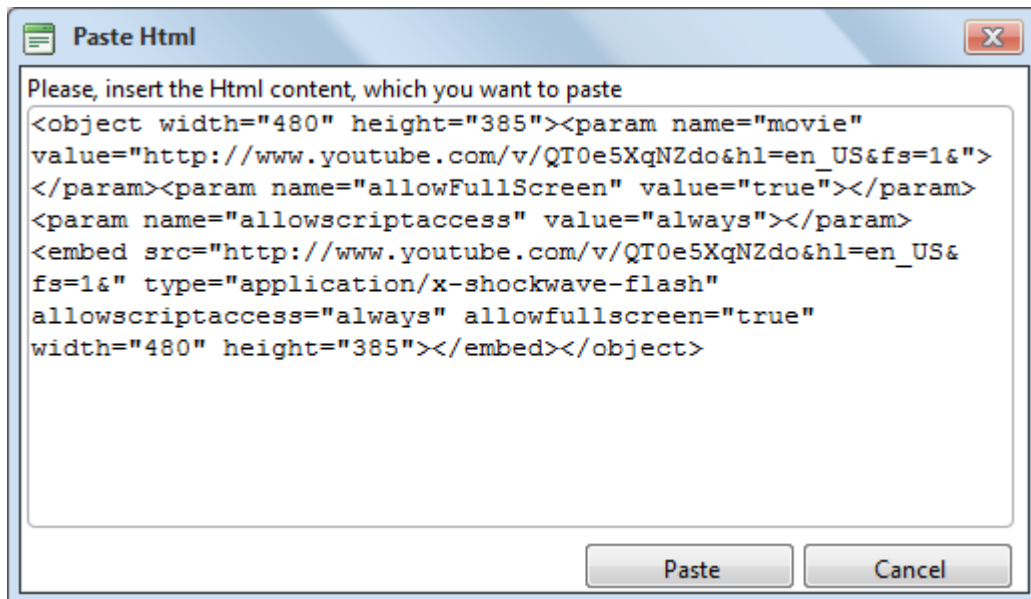 Paste Html
Please, insert the Html content, which you want to paste
<object width="480" height="385"><param name="movie"
value="http://www.youtube.com/v/QT0e5XqNZdo&hl=en_US&fs=1&">
</param><param name="allowFullScreen" value="true"></param>
<param name="allowscriptaccess" value="always"></param>
<embed src="http://www.youtube.com/v/QT0e5XqNZdo&hl=en_US&
fs=1&" type="application/x-shockwave-flash"
allowscriptaccess="always" allowfullscreen="true"
width="480" height="385"></embed></object>
Paste Cancel